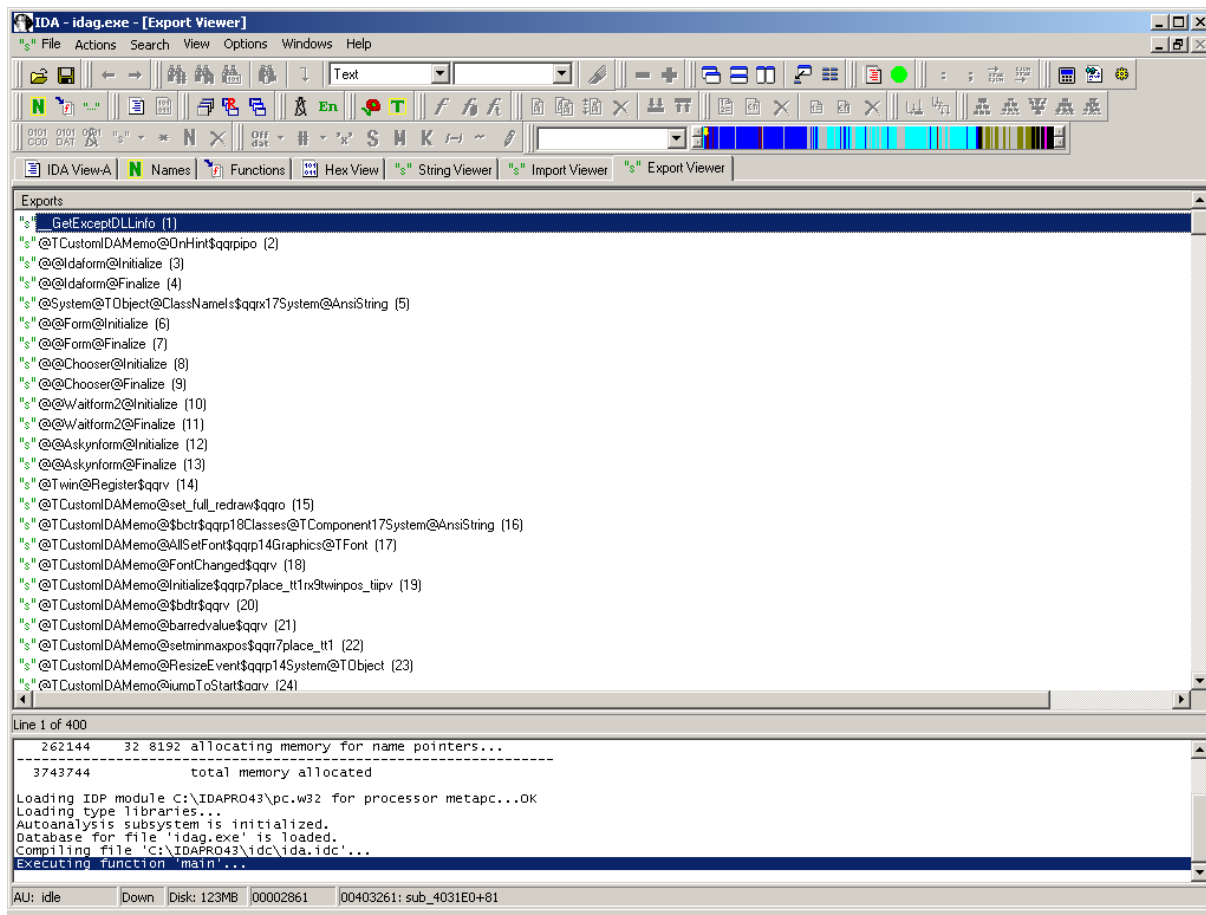 IDA - idag.exe - [Export Viewer]
"s" File Actions Search View Options Windows Help
Text
N "..." En T
COD DAT "s" N Off dat # 'x' S M K
IDA View-A N Names Functions Hex View "s" String Viewer "s" Import Viewer "s" Export Viewer
Exports
"s" __GetExceptDLLinfo (1)
"s" @TCustomIDAMemo@OnHint$qqrpipo (2)
"s" @@Idaform@Initialize (3)
"s" @@Idaform@Finalize (4)
"s" @System@TObject@ClassNameIs$qqrx17System@AnsiString (5)
"s" @@Form@Initialize (6)
"s" @@Form@Finalize (7)
"s" @@Chooser@Initialize (8)
"s" @@Chooser@Finalize (9)
"s" @@Waitform2@Initialize (10)
"s" @@Waitform2@Finalize (11)
"s" @@Askynform@Initialize (12)
"s" @@Askynform@Finalize (13)
"s" @Twin@Register$qqrv (14)
"s" @TCustomIDAMemo@set_full_redraw$qqro (15)
"s" @TCustomIDAMemo@$bctr$qqrp18Classes@TComponent17System@AnsiString (16)
"s" @TCustomIDAMemo@AllSetFont$qqrp14Graphics@TFont (17)
"s" @TCustomIDAMemo@FontChanged$qqrv (18)
"s" @TCustomIDAMemo@Initialize$qqrp7place_tt1rx9twinpos_tiipv (19)
"s" @TCustomIDAMemo@$bdtr$qqrv (20)
"s" @TCustomIDAMemo@barredvalue$qqrv (21)
"s" @TCustomIDAMemo@setminmaxpos$qqrr7place_tt1 (22)
"s" @TCustomIDAMemo@ResizeEvent$qqrp14System@TObject (23)
"s" @TCustomIDAMemo@jumpToStart$qqrv (24)
Line 1 of 400
262144 32 8192 allocating memory for name pointers...
-----------------------------------------------------------------
3743744 total memory allocated
Loading IDP module C:\IDAPRO43\pc.w32 for processor metapc...OK
Loading type libraries...
Autoanalysis subsystem is initialized.
Database for file 'idag.exe' is loaded.
Compiling file 'C:\IDAPRO43\idc\ida.idc'...
Executing function 'main'...
AU: idle Down Disk: 123MB 00002861 00403261: sub_4031E0+81